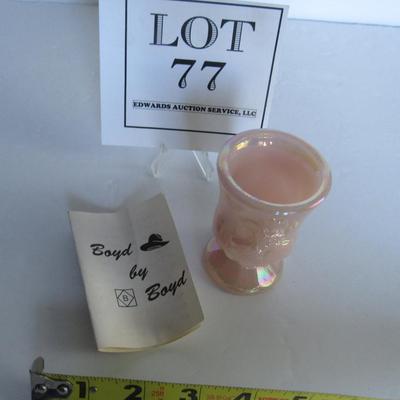 LOT
77
EDWARDS AUCTION SERVICE, LLC
Boyd
by
B
Boyd
1 2 3 4 5